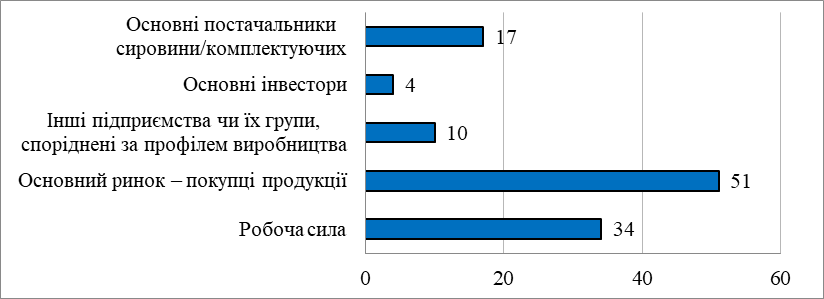 Основні постачальники
сировини/комплектуючих
17
Основні інвестори
4
Інші підприємства чи їх групи,
споріднені за профілем виробництва
10
Основний ринок – покупці продукції
51
Робоча сила
34
0 20 40 60